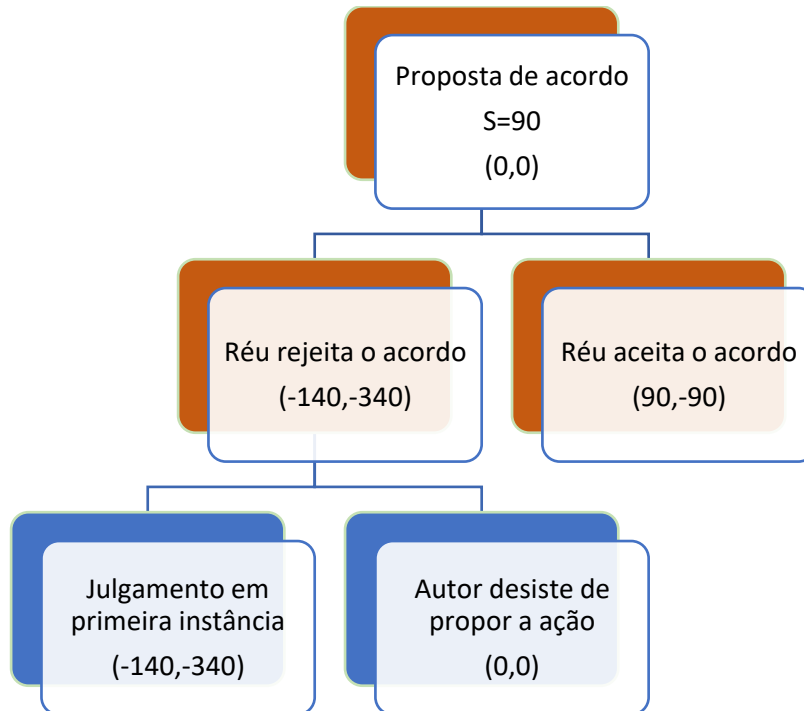 Proposta de acordo
S=90
(0,0)
Réu rejeita o acordo
(-140,-340)
Réu aceita o acordo
(90,-90)
Julgamento em
primeira instância
(-140,-340)
Autor desiste de
propor a ação
(0,0)